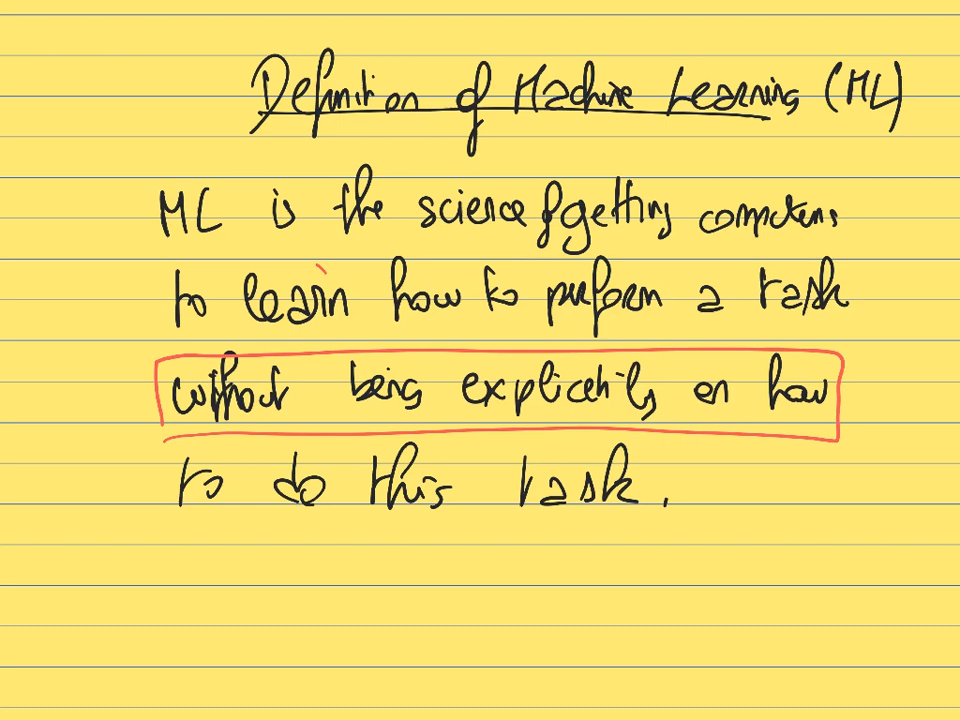 Definition of Machine Learning (ML)
ML is the science of getting computers
to learn how to perform a task
without being explicitly on how
to do this task.